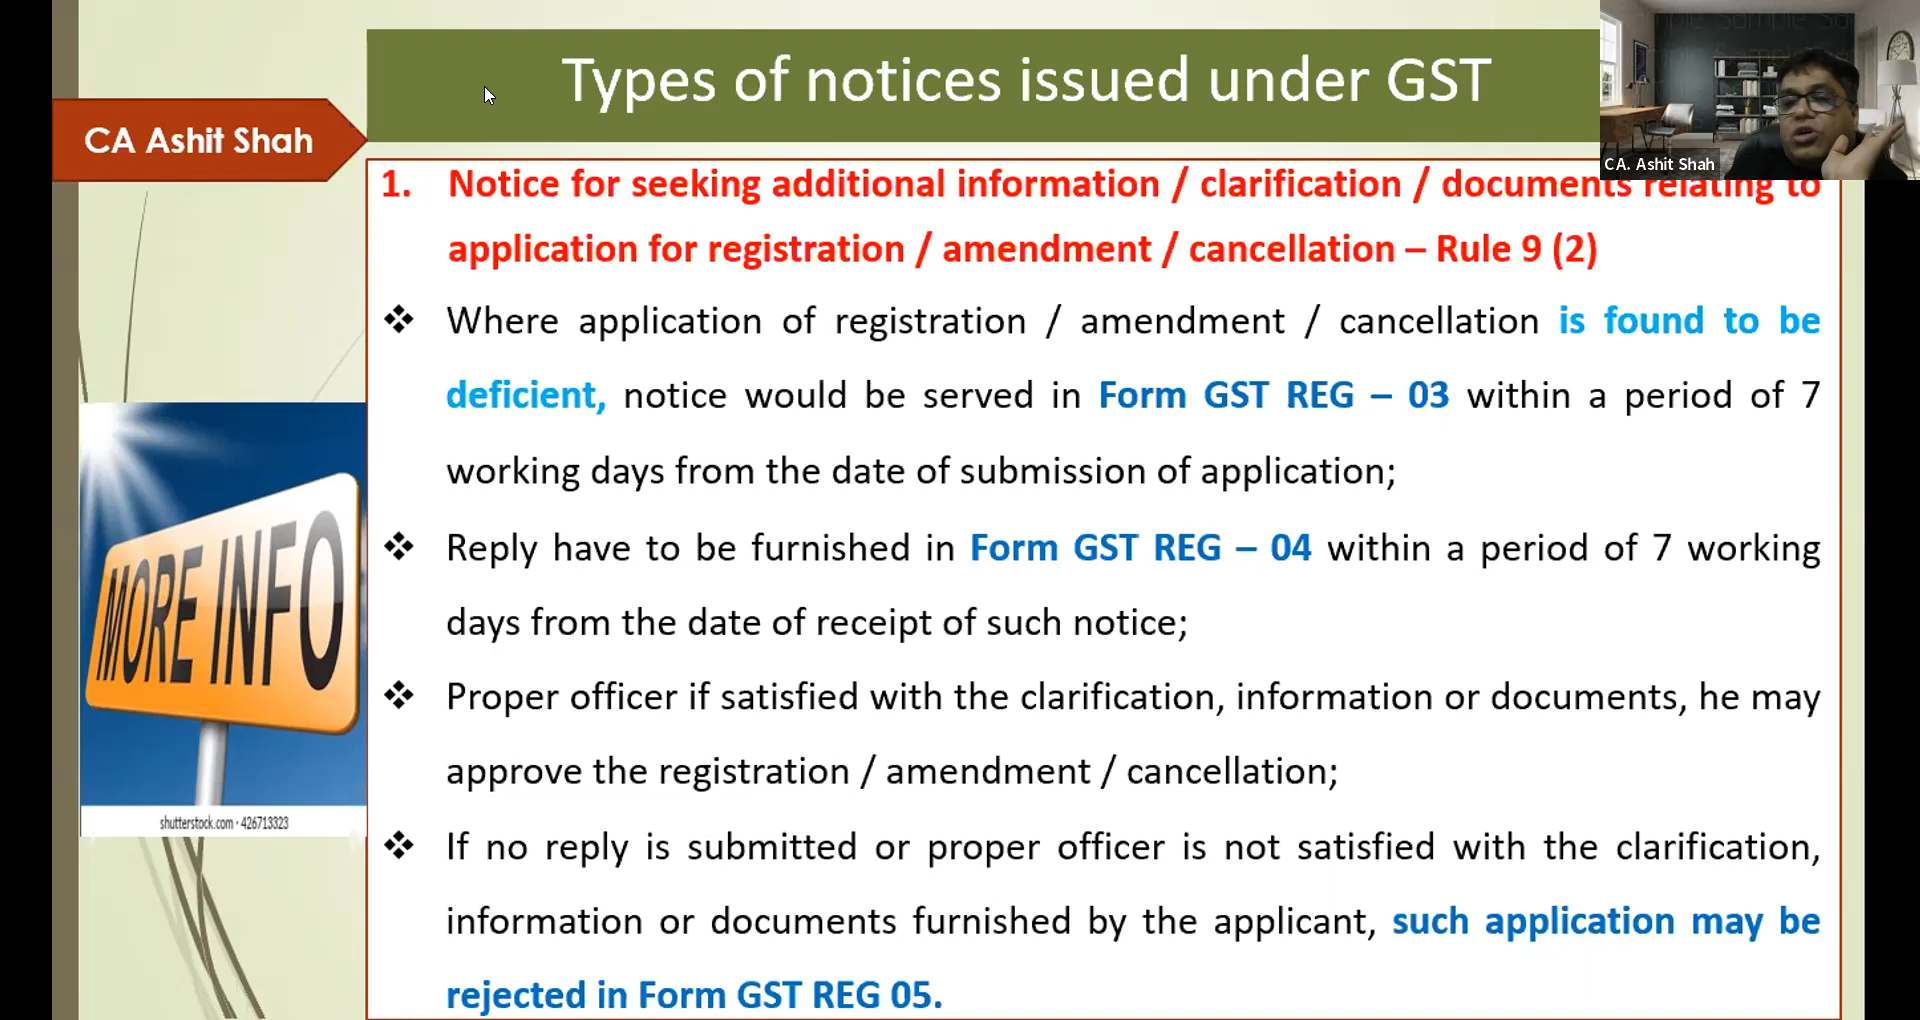 Types of notices issued under GST
CA Ashit Shah
CA. Ashit Shah
1. Notice for seeking additional information / clarification / documents relating to
application for registration / amendment / cancellation – Rule 9 (2)
❖ Where application of registration / amendment / cancellation is found to be
deficient, notice would be served in Form GST REG – 03 within a period of 7
working days from the date of submission of application;
❖ Reply have to be furnished in Form GST REG – 04 within a period of 7 working
days from the date of receipt of such notice;
❖ Proper officer if satisfied with the clarification, information or documents, he may
approve the registration / amendment / cancellation;
❖ If no reply is submitted or proper officer is not satisfied with the clarification,
information or documents furnished by the applicant, such application may be
rejected in Form GST REG 05.
MORE INFO
shutterstock.com · 426713323